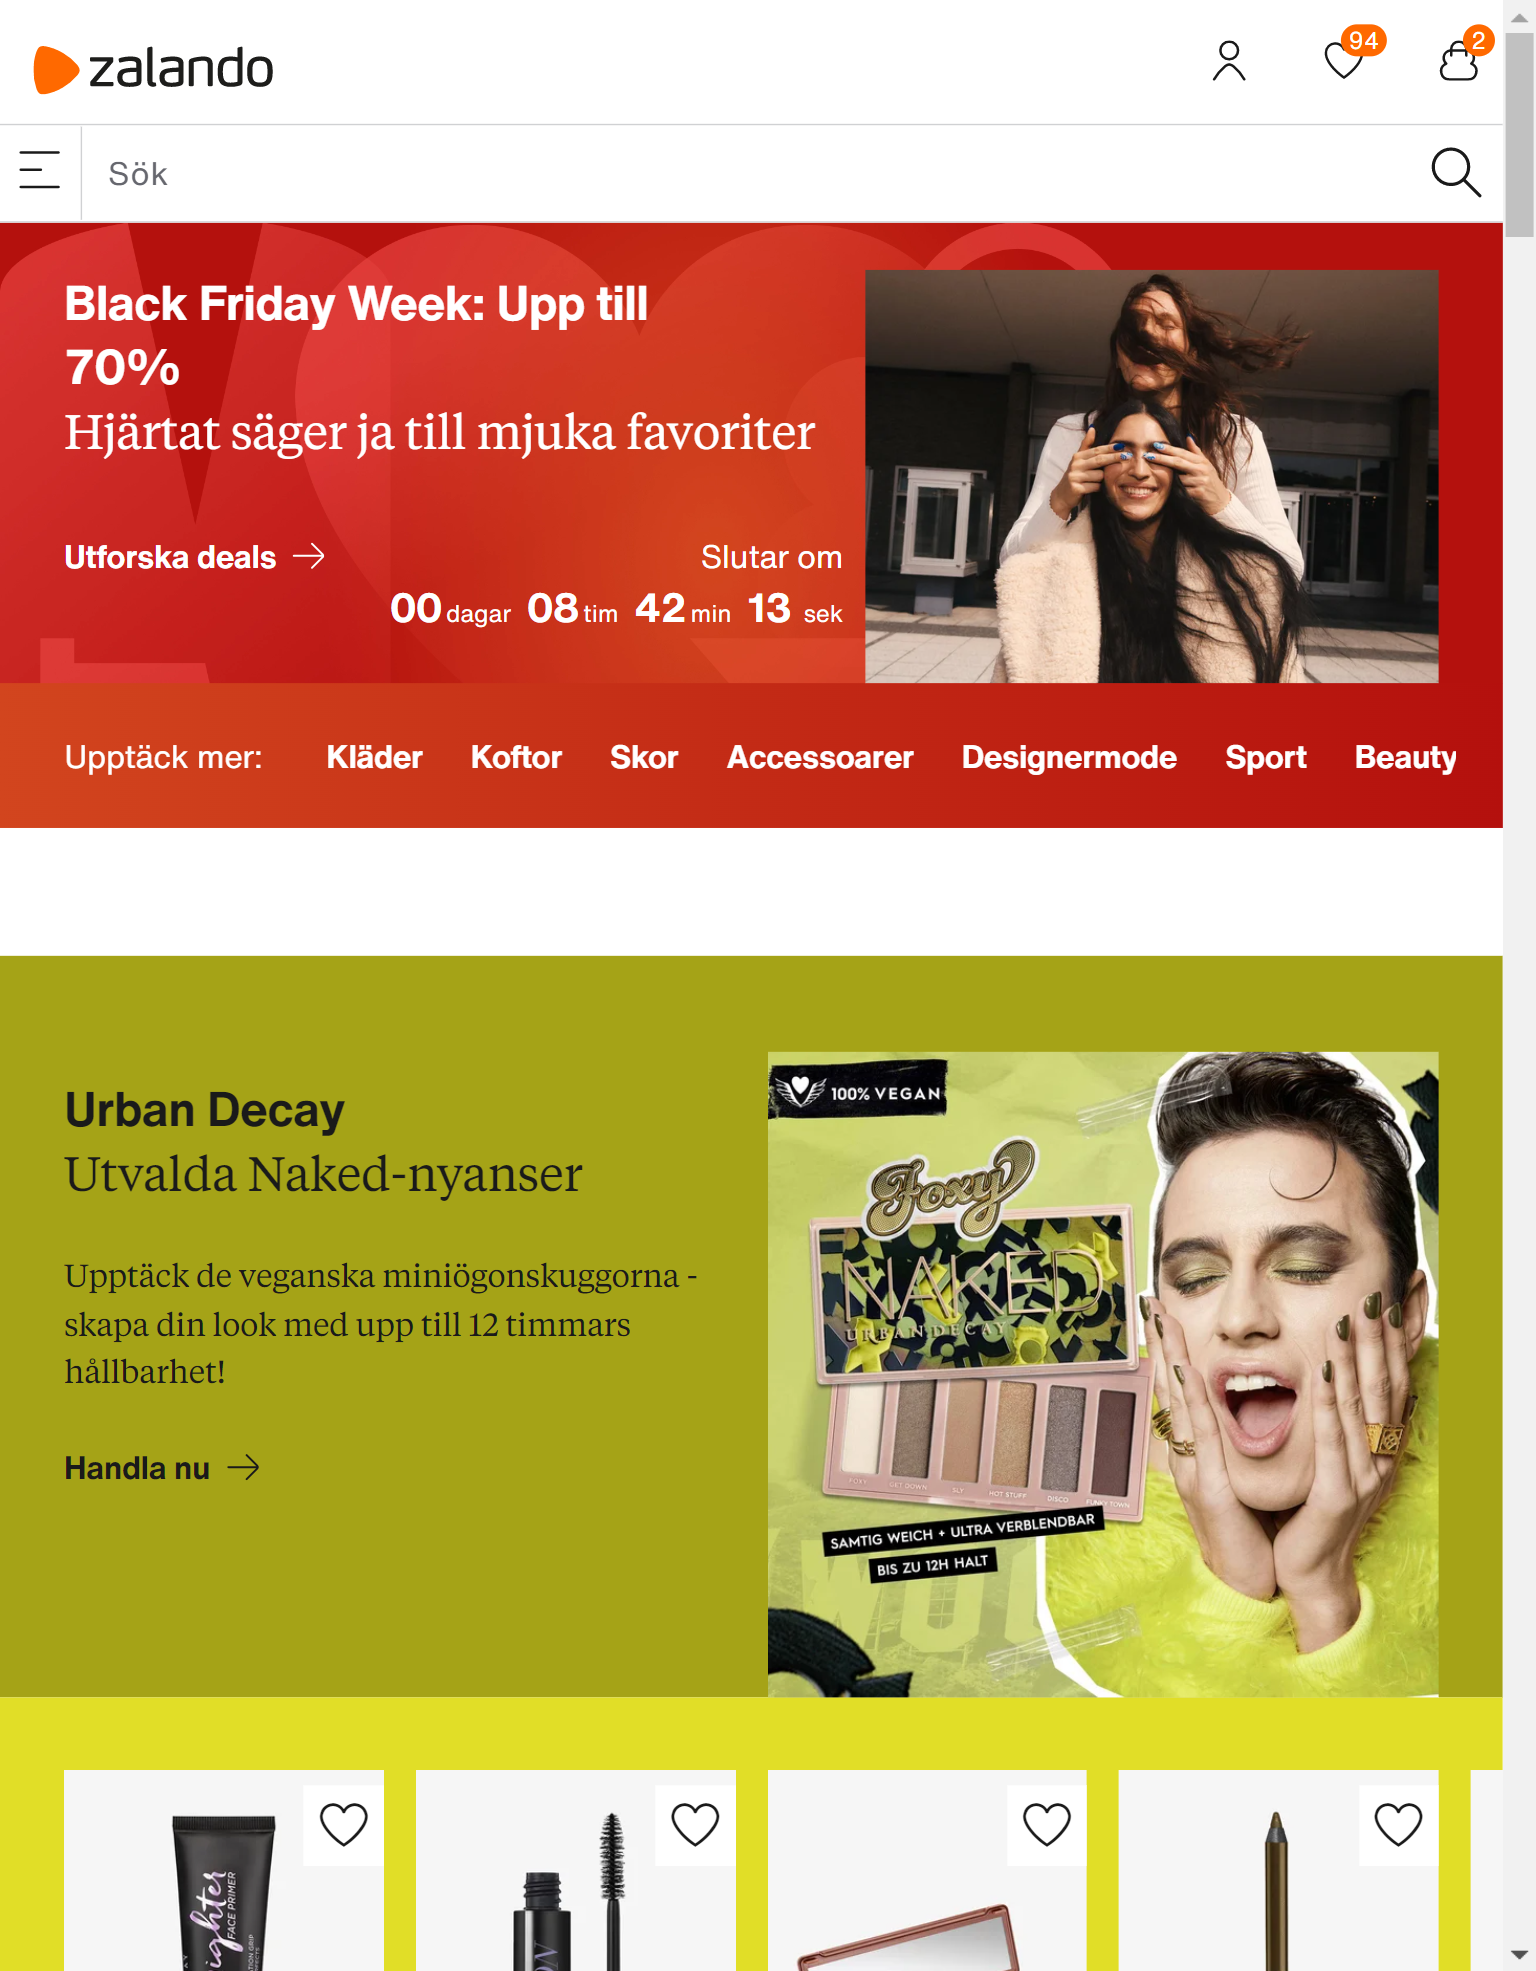 zalando
94
2
Sök
Black Friday Week: Upp till
70%
Hjärtat säger ja till mjuka favoriter
Utforska deals
Slutar om
00 dagar 08 tim 42 min 13 sek
Upptäck mer: Kläder Koftor Skor Accessoarer Designermode Sport Beauty
Urban Decay
Utvalda Naked-nyanser
Upptäck de veganska miniögonskuggorna -
skapa din look med upp till 12 timmars
hållbarhet!
Handla nu
100% VEGAN
Foxy
NAKED
URBAN DECAY
FOXY GET DOWN SLY HOT STUFF DISCO FUNKY TOWN
SAMTIG WEICH + ULTRA VERBLENDBAR
BIS ZU 12H HALT
FACE PRIMER